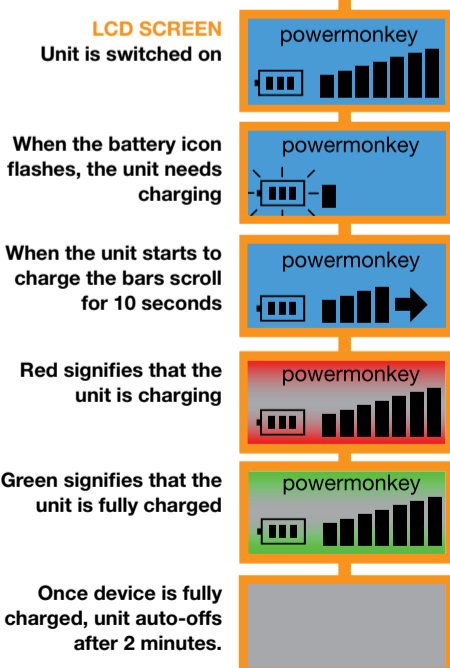 LCD SCREEN
Unit is switched on
powermonkey
When the battery icon
flashes, the unit needs
charging
powermonkey
When the unit starts to
charge the bars scroll
for 10 seconds
powermonkey
Red signifies that the
unit is charging
powermonkey
Green signifies that the
unit is fully charged
powermonkey
Once device is fully
charged, unit auto-offs
after 2 minutes.